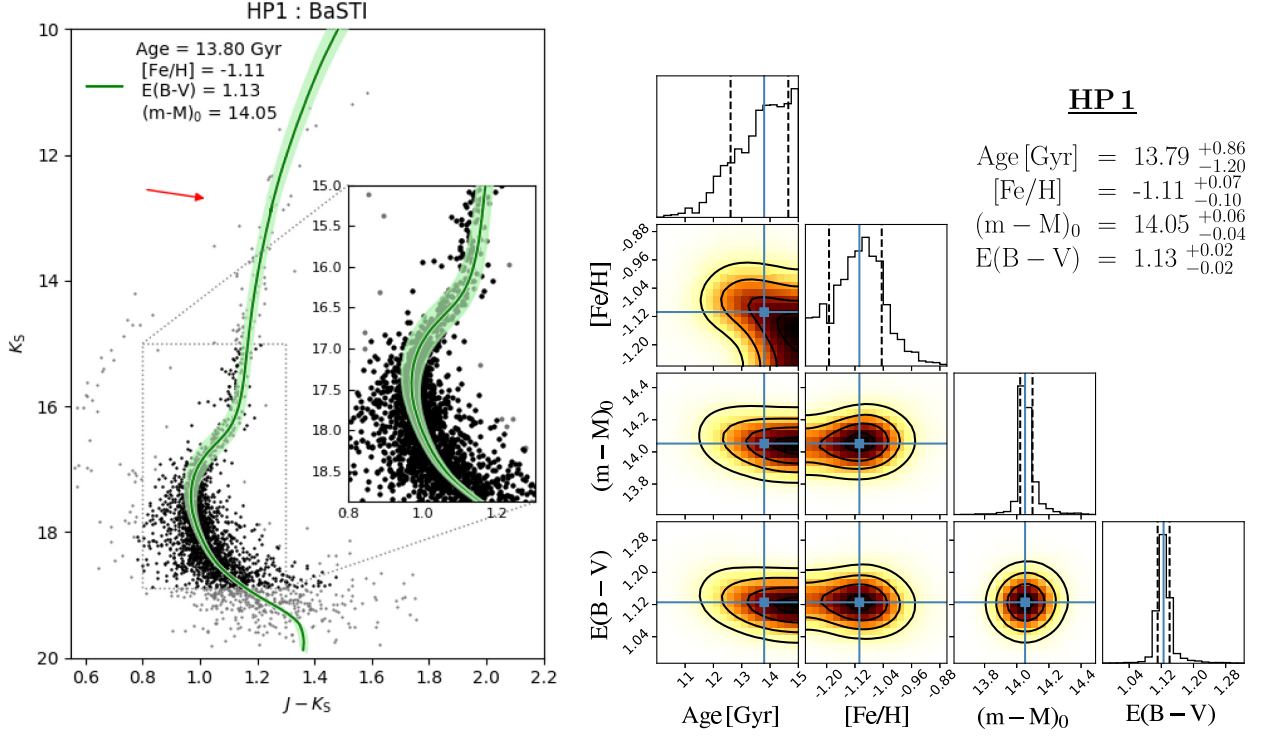 HP1 : BaSTI
Age = 13.80 Gyr
[Fe/H] = -1.11
E(B-V) = 1.13
(m-M)₀ = 14.05
10
12
14
16
18
20
K_S
0.6 0.8 1.0 1.2 1.4 1.6 1.8 2.0 2.2
J − K_S
15.0
15.5
16.0
16.5
17.0
17.5
18.0
18.5
0.8 1.0 1.2
HP 1
Age [Gyr] = 13.79 +0.86 −1.20
[Fe/H] = -1.11 +0.07 −0.10
(m − M)₀ = 14.05 +0.06 −0.04
E(B − V) = 1.13 +0.02 −0.02
[Fe/H]
-0.88
-0.96
-1.04
-1.12
-1.20
(m − M)₀
14.4
14.2
14.0
13.8
E(B − V)
1.28
1.20
1.12
1.04
11 12 13 14 15
-1.20 -1.12 -1.04 -0.96 -0.88
13.8 14.0 14.2 14.4
1.04 1.12 1.20 1.28
Age [Gyr] [Fe/H] (m − M)₀ E(B − V)